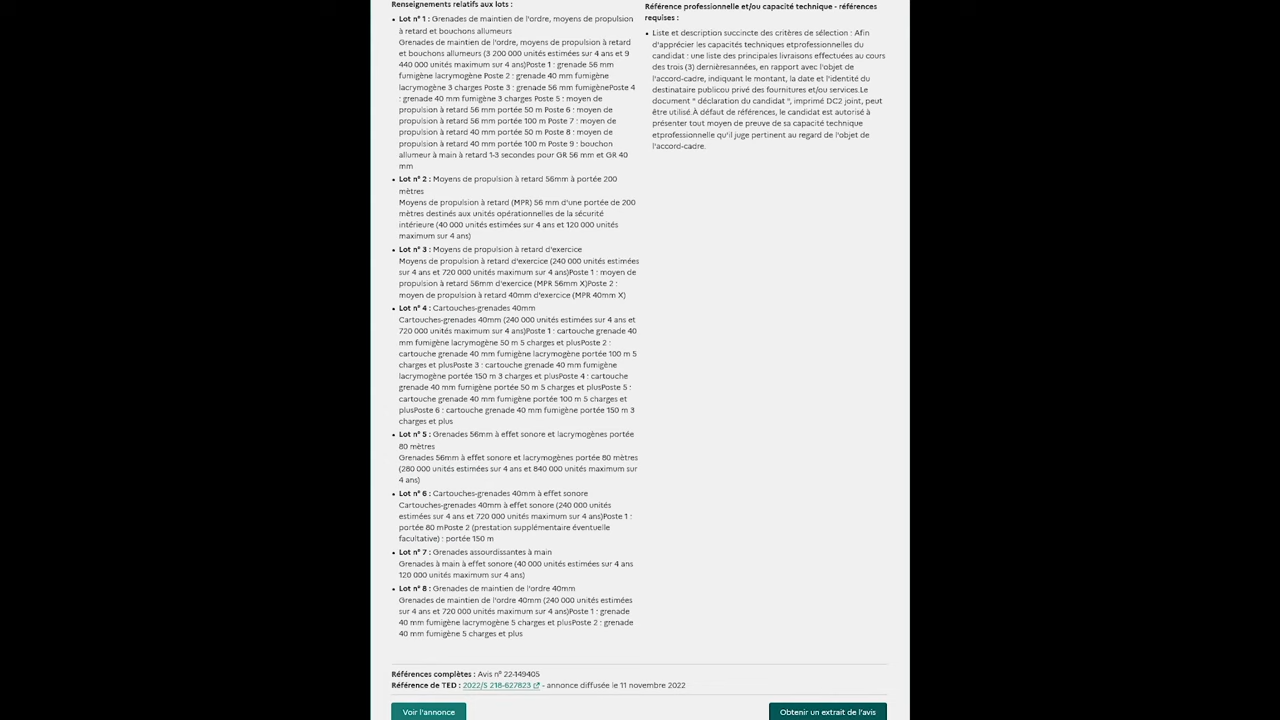 Renseignements relatifs aux lots :
• Lot n° 1 : Grenades de maintien de l'ordre, moyens de propulsion
à retard et bouchons allumeurs
Grenades de maintien de l'ordre, moyens de propulsion à retard
et bouchons allumeurs (3 200 000 unités estimées sur 4 ans et 9
440 000 unités maximum sur 4 ans)Poste 1 : grenade 56 mm
fumigène lacrymogène Poste 2 : grenade 40 mm fumigène
lacrymogène 3 charges Poste 3 : grenade 56 mm fumigènePoste 4
: grenade 40 mm fumigène 3 charges Poste 5 : moyen de
propulsion à retard 56 mm portée 50 m Poste 6 : moyen de
propulsion à retard 56 mm portée 100 m Poste 7 : moyen de
propulsion à retard 40 mm portée 50 m Poste 8 : moyen de
propulsion à retard 40 mm portée 100 m Poste 9 : bouchon
allumeur à main à retard 1-3 secondes pour GR 56 mm et GR 40
mm
• Lot n° 2 : Moyens de propulsion à retard 56mm à portée 200
mètres
Moyens de propulsion à retard (MPR) 56 mm d'une portée de 200
mètres destinés aux unités opérationnelles de la sécurité
intérieure (40 000 unités estimées sur 4 ans et 120 000 unités
maximum sur 4 ans)
• Lot n° 3 : Moyens de propulsion à retard d'exercice
Moyens de propulsion à retard d'exercice (240 000 unités estimées
sur 4 ans et 720 000 unités maximum sur 4 ans)Poste 1 : moyen de
propulsion à retard 56mm d'exercice (MPR 56mm X)Poste 2 :
moyen de propulsion à retard 40mm d'exercice (MPR 40mm X)
• Lot n° 4 : Cartouches-grenades 40mm
Cartouches-grenades 40mm (240 000 unités estimées sur 4 ans et
720 000 unités maximum sur 4 ans)Poste 1 : cartouche grenade 40
mm fumigène lacrymogène 50 m 5 charges et plusPoste 2 :
cartouche grenade 40 mm fumigène lacrymogène portée 100 m 5
charges et plusPoste 3 : cartouche grenade 40 mm fumigène
lacrymogène portée 150 m 3 charges et plusPoste 4 : cartouche
grenade 40 mm fumigène portée 50 m 5 charges et plusPoste 5 :
cartouche grenade 40 mm fumigène portée 100 m 5 charges et
plusPoste 6 : cartouche grenade 40 mm fumigène portée 150 m 3
charges et plus
• Lot n° 5 : Grenades 56mm à effet sonore et lacrymogènes portée
80 mètres
Grenades 56mm à effet sonore et lacrymogènes portée 80 mètres
(280 000 unités estimées sur 4 ans et 840 000 unités maximum sur
4 ans)
• Lot n° 6 : Cartouches-grenades 40mm à effet sonore
Cartouches-grenades 40mm à effet sonore (240 000 unités
estimées sur 4 ans et 720 000 unités maximum sur 4 ans)Poste 1 :
portée 80 mPoste 2 (prestation supplémentaire éventuelle
facultative) : portée 150 m
• Lot n° 7 : Grenades assourdissantes à main
Grenades à main à effet sonore (40 000 unités estimées sur 4 ans
120 000 unités maximum sur 4 ans)
• Lot n° 8 : Grenades de maintien de l'ordre 40mm
Grenades de maintien de l'ordre 40mm (240 000 unités estimées
sur 4 ans et 720 000 unités maximum sur 4 ans)Poste 1 : grenade
40 mm fumigène lacrymogène 5 charges et plusPoste 2 : grenade
40 mm fumigène 5 charges et plus
Référence professionnelle et/ou capacité technique - références
requises :
• Liste et description succincte des critères de sélection : Afin
d'apprécier les capacités techniques etprofessionnelles du
candidat : une liste des principales livraisons effectuées au cours
des trois (3) dernièresannées, en rapport avec l'objet de
l'accord-cadre, indiquant le montant, la date et l'identité du
destinataire publicou privé des fournitures et/ou services.Le
document " déclaration du candidat ", imprimé DC2 joint, peut
être utilisé.À défaut de références, le candidat est autorisé à
présenter tout moyen de preuve de sa capacité technique
etprofessionnelle qu'il juge pertinent au regard de l'objet de
l'accord-cadre.
Références complètes : Avis n° 22-149405
Référence de TED : 2022/S 218-627823 - annonce diffusée le 11 novembre 2022
Voir l'annonce
Obtenir un extrait de l'avis